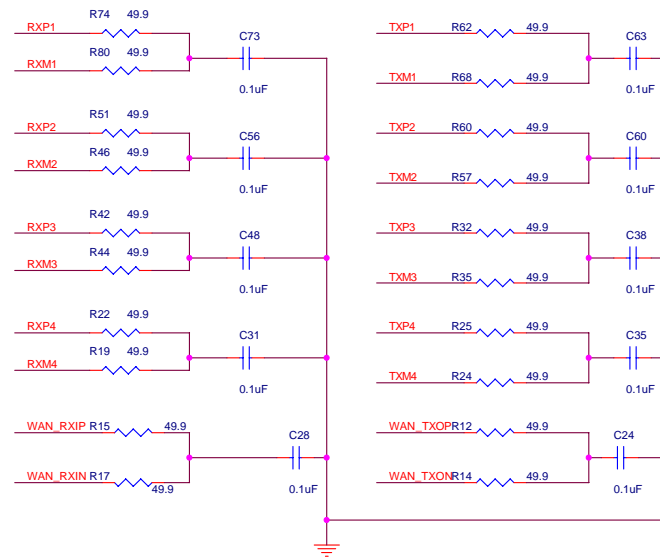 R74 49.9
RXP1
C73
R80 49.9
RXM1
0.1uF
R51 49.9
RXP2
C56
R46 49.9
RXM2
0.1uF
R42 49.9
RXP3
C48
R44 49.9
RXM3
0.1uF
R22 49.9
RXP4
C31
R19 49.9
RXM4
0.1uF
WAN_RXIP R15 49.9
C28
WAN_RXIN R17
49.9
0.1uF
TXP1 R62 49.9
C63
TXM1 R68 49.9
0.1uF
TXP2 R60 49.9
C60
TXM2 R57 49.9
0.1uF
TXP3 R32 49.9
C38
TXM3 R35 49.9
0.1uF
TXP4 R25 49.9
C35
TXM4 R24 49.9
0.1uF
WAN_TXOP R12 49.9
C24
WAN_TXON R14 49.9
0.1uF